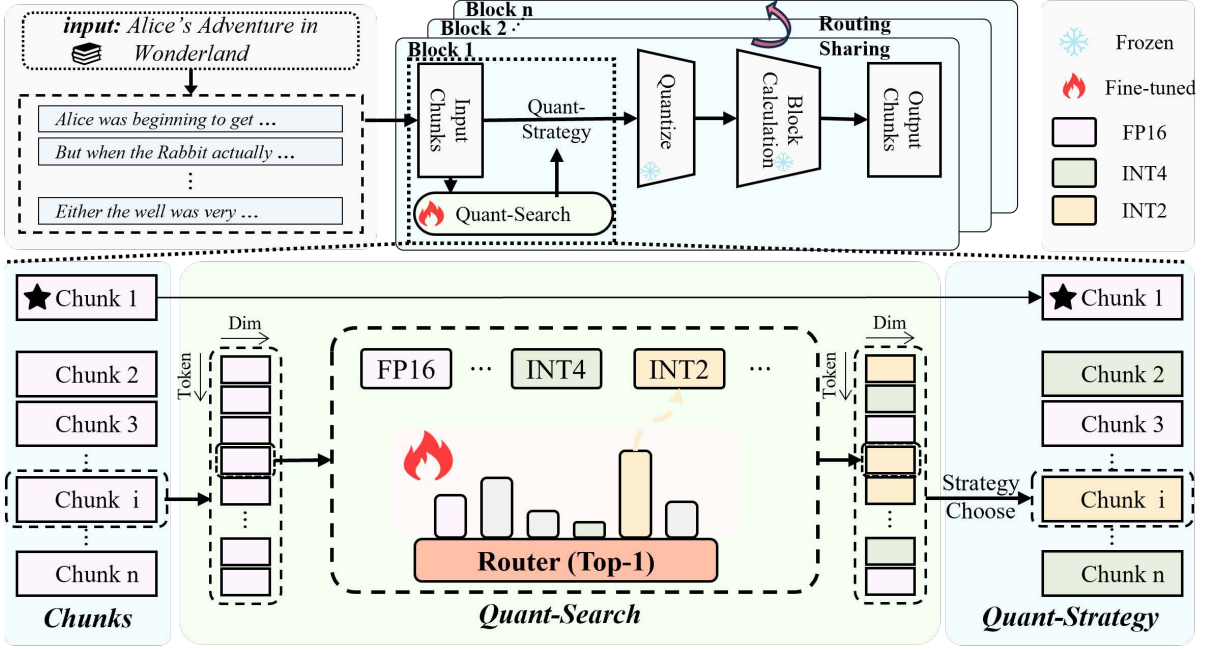 input: Alice's Adventure in
Wonderland
Alice was beginning to get ...
But when the Rabbit actually ...
⋮
Either the well was very ...
Block n
Block 2 ⋰
Block 1
Routing
Sharing
Input
Chunks
Quant-
Strategy
Quant-Search
Quantize
Block
Calculation
Output
Chunks
Frozen
Fine-tuned
FP16
INT4
INT2
Chunk 1
Chunk 2
Chunk 3
⋮
Chunk i
⋮
Chunk n
Chunks
Dim
Token
⋮
FP16
...
INT4
INT2
...
Router (Top-1)
Quant-Search
Dim
Token
⋮
Strategy
Choose
Chunk 1
Chunk 2
Chunk 3
⋮
Chunk i
⋮
Chunk n
Quant-Strategy